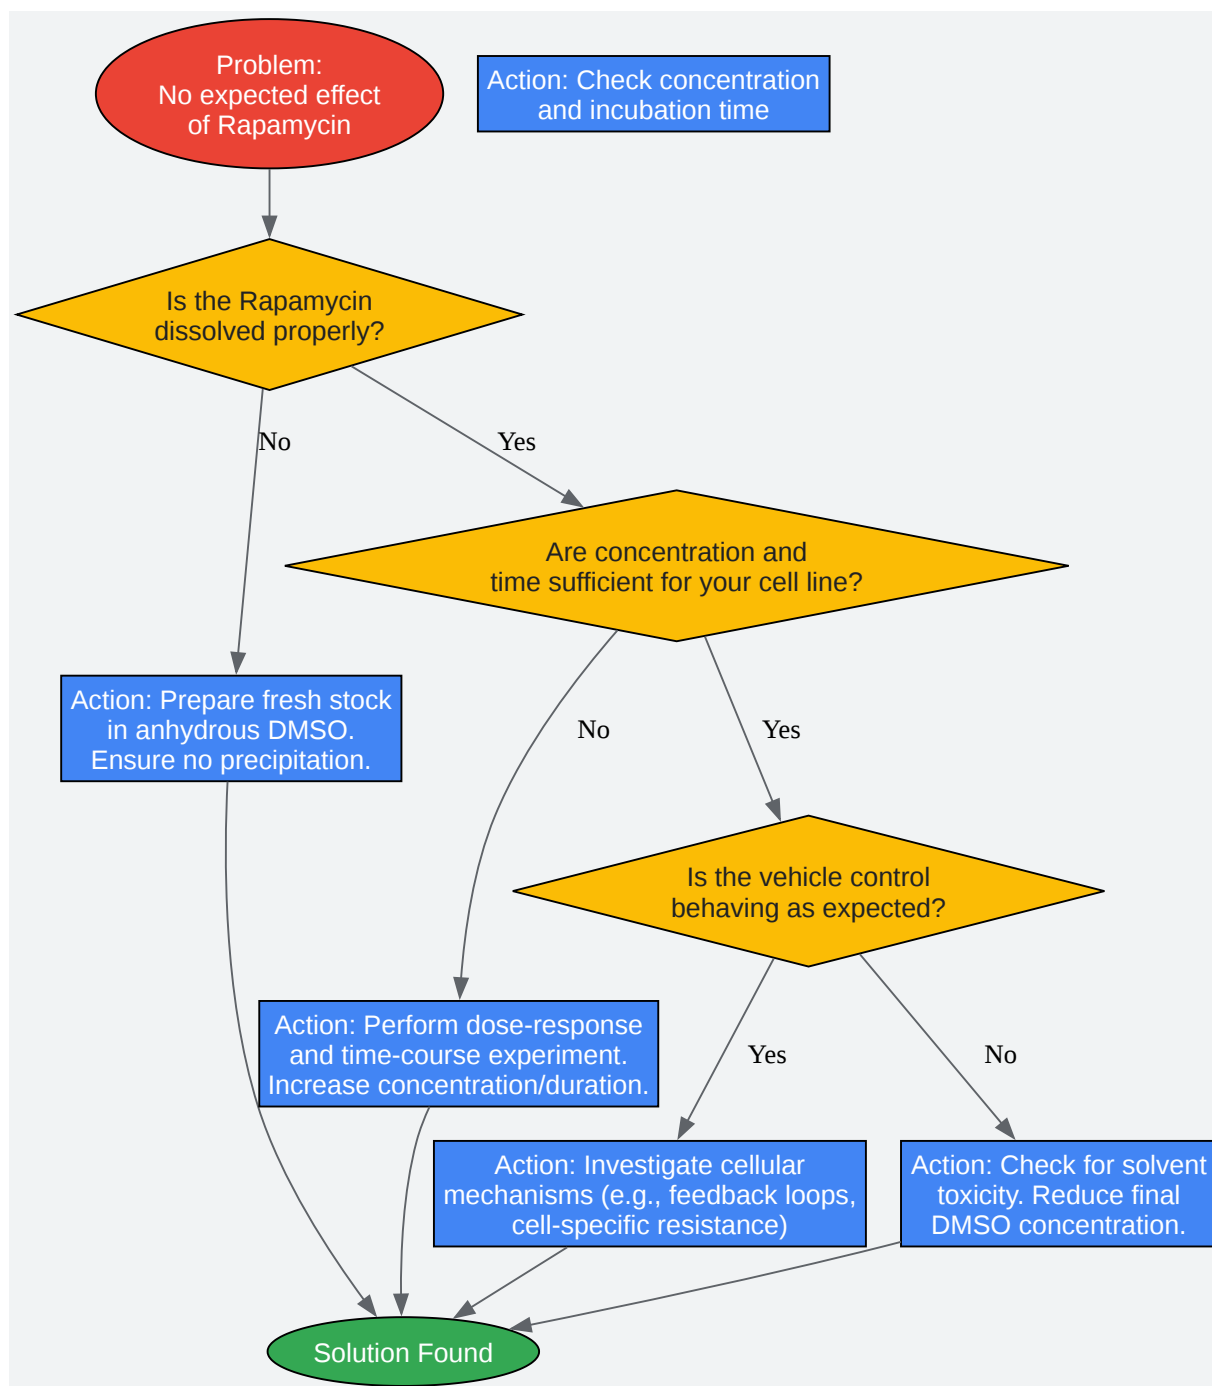 Problem:
No expected effect
of Rapamycin
Action: Check concentration
and incubation time
Is the Rapamycin
dissolved properly?
No
Yes
Are concentration and
time sufficient for your cell line?
Action: Prepare fresh stock
in anhydrous DMSO.
Ensure no precipitation.
No
Yes
Is the vehicle control
behaving as expected?
Action: Perform dose-response
and time-course experiment.
Increase concentration/duration.
Yes
No
Action: Investigate cellular
mechanisms (e.g., feedback loops,
cell-specific resistance)
Action: Check for solvent
toxicity. Reduce final
DMSO concentration.
Solution Found